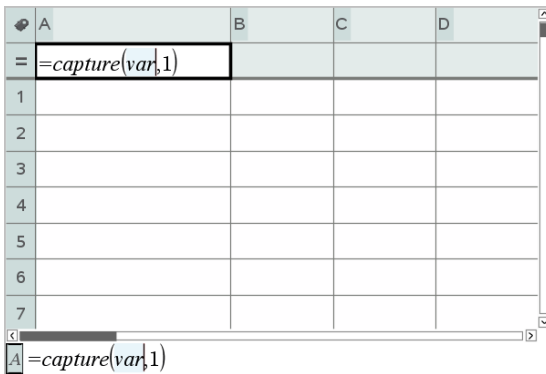 A B C D
= =capture(var,1)
1
2
3
4
5
6
7
A =capture(var,1)